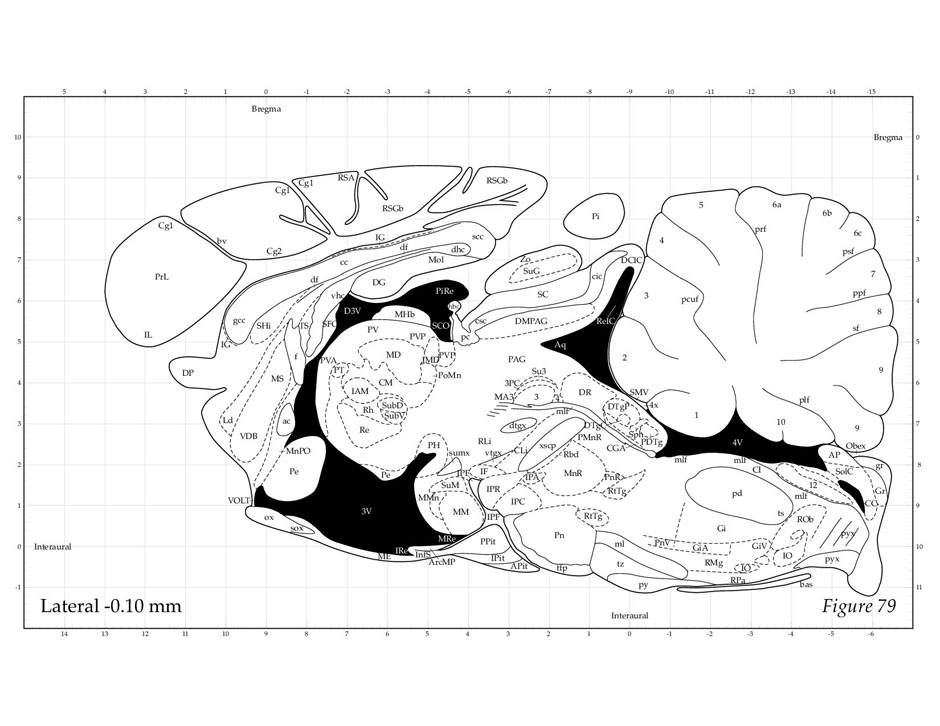 5 4 3 2 1 0 -1 -2 -3 -4 -5 -6 -7 -8 -9 -10 -11 -12 -13 -14 -15
Bregma
10 Bregma 0
9 Cg1 Cg1 RSA RSGb 1
8 Cg1 RSGb Pi 5 6a 6b 2
bv Cg2 IG df scc dhc 4 prf 6c psf
7 cc Mol Zo SuG DCIC 3
PrL df DG cic 7
6 vhc D3V PiRe SC 3 pcuf ppf 4
gcc SHi TS SFC MHb hbc csc DMPAG ReIC 8
5 IL IG PV SCO PVP pc Aq sf 5
f PVA MD IMD PVP PAG 2
4 DP MS PT CM PoMn Su3 9 6
IAM 3PC DR SMV
SubD MA3 3 DTgP 4x plf
3 Ld ac Rh SubV mlf 1 10 7
VDB Re dtgx DTg Sph 9
MnPO PH RLi xscp PMnR PDTg 4V Obex
2 sumx vtgx CLi Rbd CGA mlf mlf CI AP 8
Pe Pe IPF IF IPA MnR PnR SolC gr
SuM IPR RtTg pd 12 Gr
1 VOLT MMn IPC mlf CC 9
3V MM IPF RtTg ts ROb
ox sox MRe Pn Gi pyx
Interaural 0 IRe PPit ml PnV GiA GiV IO 10
ME InfS IPit tz RMg IO pyx
ArcMP APit tfp RPa
-1 py bas 11
Lateral -0.10 mm Figure 79
Interaural
14 13 12 11 10 9 8 7 6 5 4 3 2 1 0 -1 -2 -3 -4 -5 -6